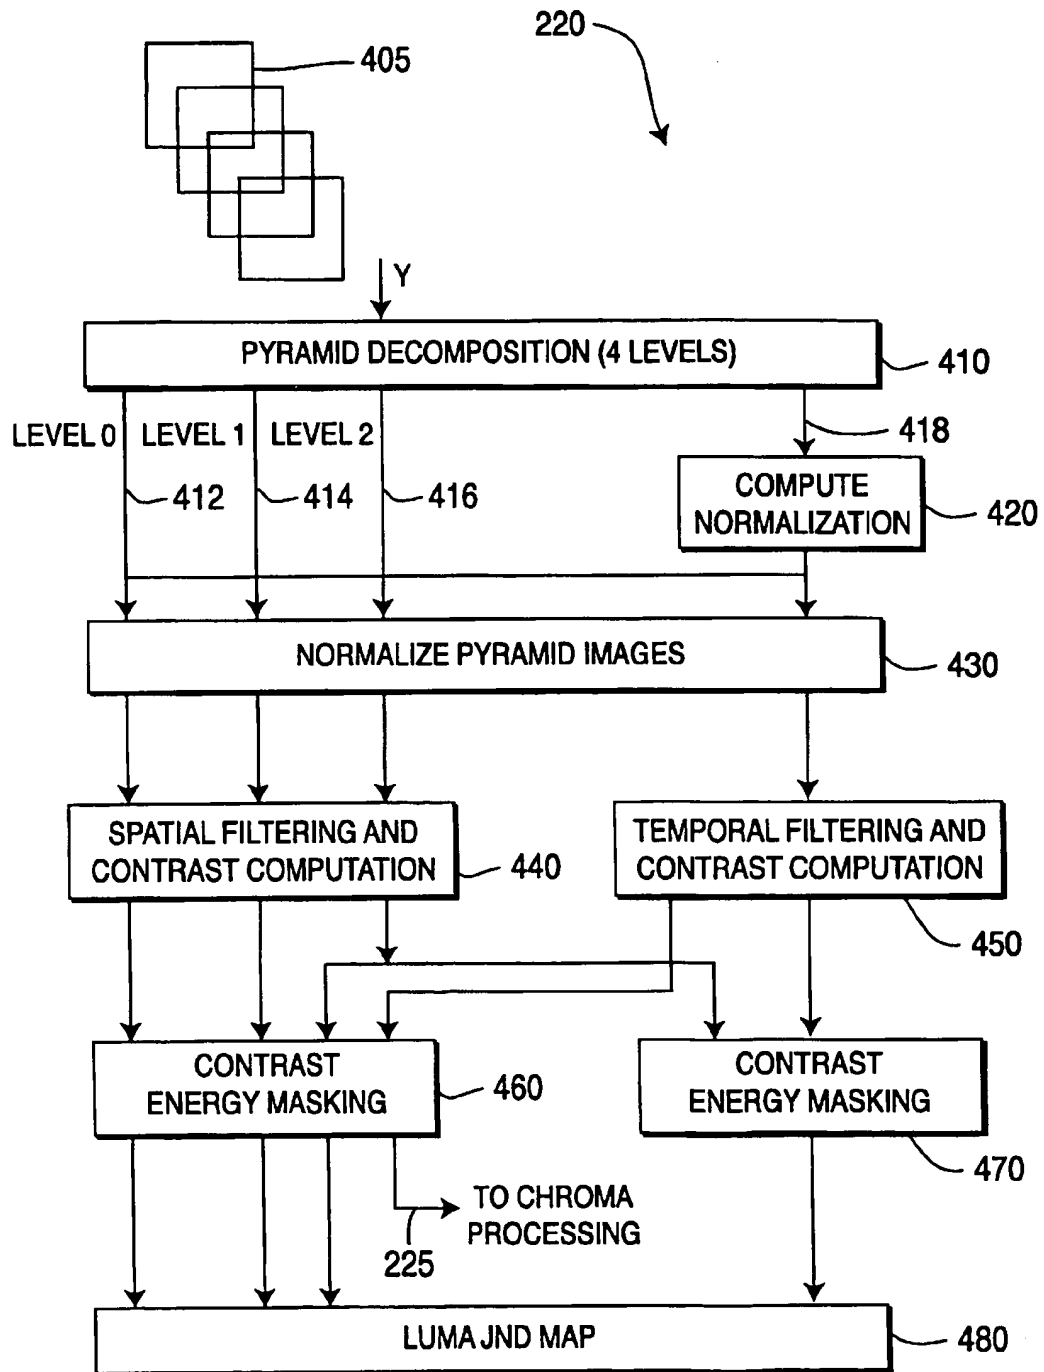 220
405
Y
PYRAMID DECOMPOSITION (4 LEVELS)
410
LEVEL 0
LEVEL 1
LEVEL 2
418
412
414
416
COMPUTE
NORMALIZATION
420
NORMALIZE PYRAMID IMAGES
430
SPATIAL FILTERING AND
CONTRAST COMPUTATION
440
TEMPORAL FILTERING AND
CONTRAST COMPUTATION
450
CONTRAST
ENERGY MASKING
460
CONTRAST
ENERGY MASKING
470
TO CHROMA
PROCESSING
225
LUMA JND MAP
480